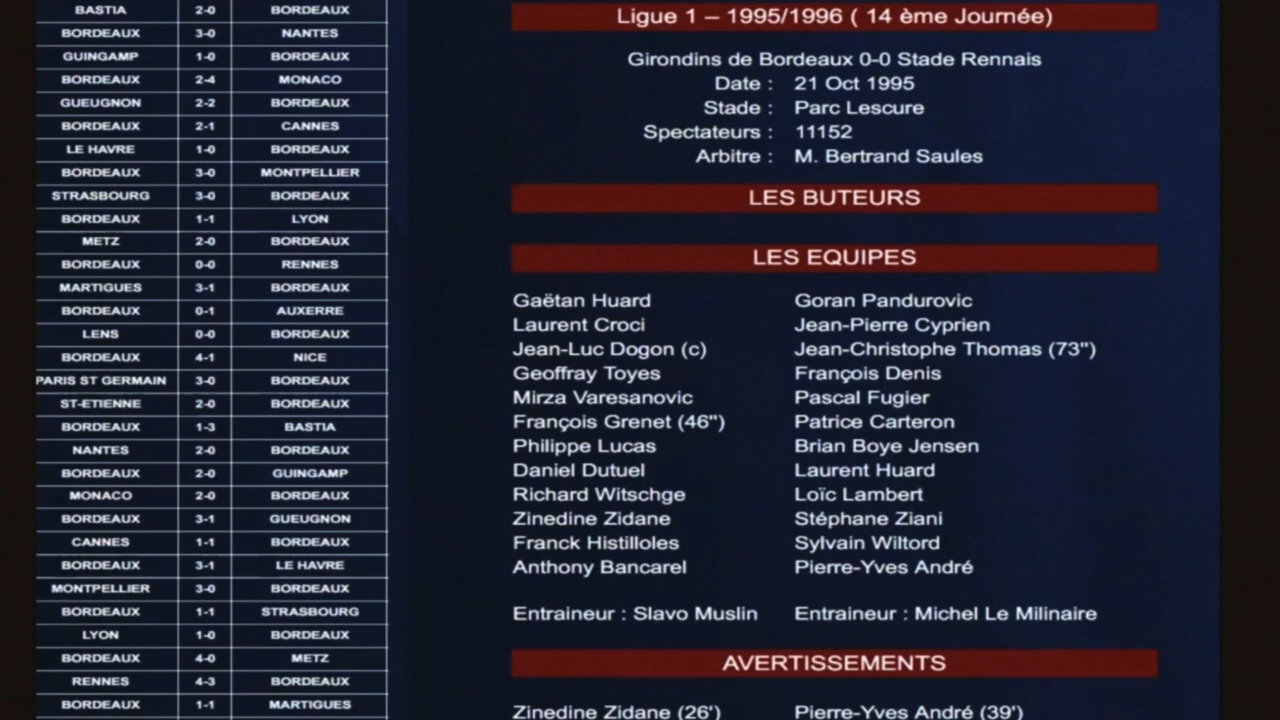 BASTIA 2-0 BORDEAUX
BORDEAUX 3-0 NANTES
GUINGAMP 1-0 BORDEAUX
BORDEAUX 2-4 MONACO
GUEUGNON 2-2 BORDEAUX
BORDEAUX 2-1 CANNES
LE HAVRE 1-0 BORDEAUX
BORDEAUX 3-0 MONTPELLIER
STRASBOURG 3-0 BORDEAUX
BORDEAUX 1-1 LYON
METZ 2-0 BORDEAUX
BORDEAUX 0-0 RENNES
MARTIGUES 3-1 BORDEAUX
BORDEAUX 0-1 AUXERRE
LENS 0-0 BORDEAUX
BORDEAUX 4-1 NICE
PARIS ST GERMAIN 3-0 BORDEAUX
ST-ETIENNE 2-0 BORDEAUX
BORDEAUX 1-3 BASTIA
NANTES 2-0 BORDEAUX
BORDEAUX 2-0 GUINGAMP
MONACO 2-0 BORDEAUX
BORDEAUX 3-1 GUEUGNON
CANNES 1-1 BORDEAUX
BORDEAUX 3-1 LE HAVRE
MONTPELLIER 3-0 BORDEAUX
BORDEAUX 1-1 STRASBOURG
LYON 1-0 BORDEAUX
BORDEAUX 4-0 METZ
RENNES 4-3 BORDEAUX
BORDEAUX 1-1 MARTIGUES
Ligue 1 – 1995/1996 ( 14 ème Journée)
Girondins de Bordeaux 0-0 Stade Rennais
Date : 21 Oct 1995
Stade : Parc Lescure
Spectateurs : 11152
Arbitre : M. Bertrand Saules
LES BUTEURS
LES EQUIPES
Gaëtan Huard Goran Pandurovic
Laurent Croci Jean-Pierre Cyprien
Jean-Luc Dogon (c) Jean-Christophe Thomas (73")
Geoffray Toyes François Denis
Mirza Varesanovic Pascal Fugier
François Grenet (46") Patrice Carteron
Philippe Lucas Brian Boye Jensen
Daniel Dutuel Laurent Huard
Richard Witschge Loïc Lambert
Zinedine Zidane Stéphane Ziani
Franck Histilloles Sylvain Wiltord
Anthony Bancarel Pierre-Yves André
Entraineur : Slavo Muslin Entraineur : Michel Le Milinaire
AVERTISSEMENTS
Zinedine Zidane (26') Pierre-Yves André (39')